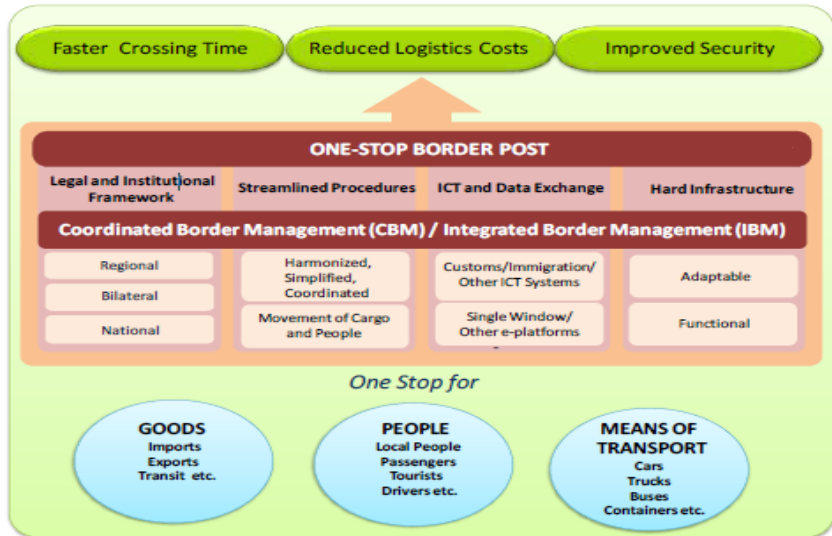 Faster Crossing Time
Reduced Logistics Costs
Improved Security
ONE-STOP BORDER POST
Legal and Institutional
Framework
Streamlined Procedures
ICT and Data Exchange
Hard Infrastructure
Coordinated Border Management (CBM) / Integrated Border Management (IBM)
Regional
Bilateral
National
Harmonized,
Simplified,
Coordinated
Movement of Cargo
and People
Customs/Immigration/
Other ICT Systems
Single Window/
Other e-platforms
Adaptable
Functional
One Stop for
GOODS
Imports
Exports
Transit etc.
PEOPLE
Local People
Passengers
Tourists
Drivers etc.
MEANS OF
TRANSPORT
Cars
Trucks
Buses
Containers etc.